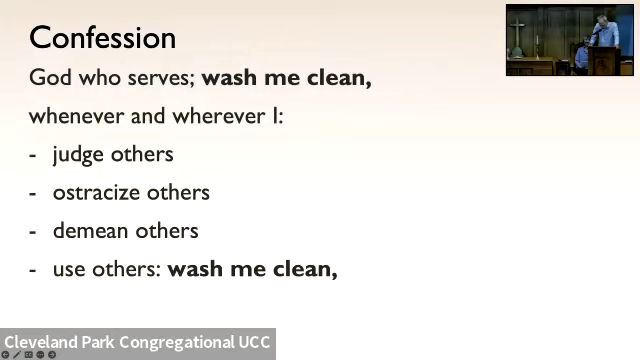 Confession
God who serves; wash me clean,
whenever and wherever I:
- judge others
- ostracize others
- demean others
- use others: wash me clean,
Cleveland Park Congregational UCC